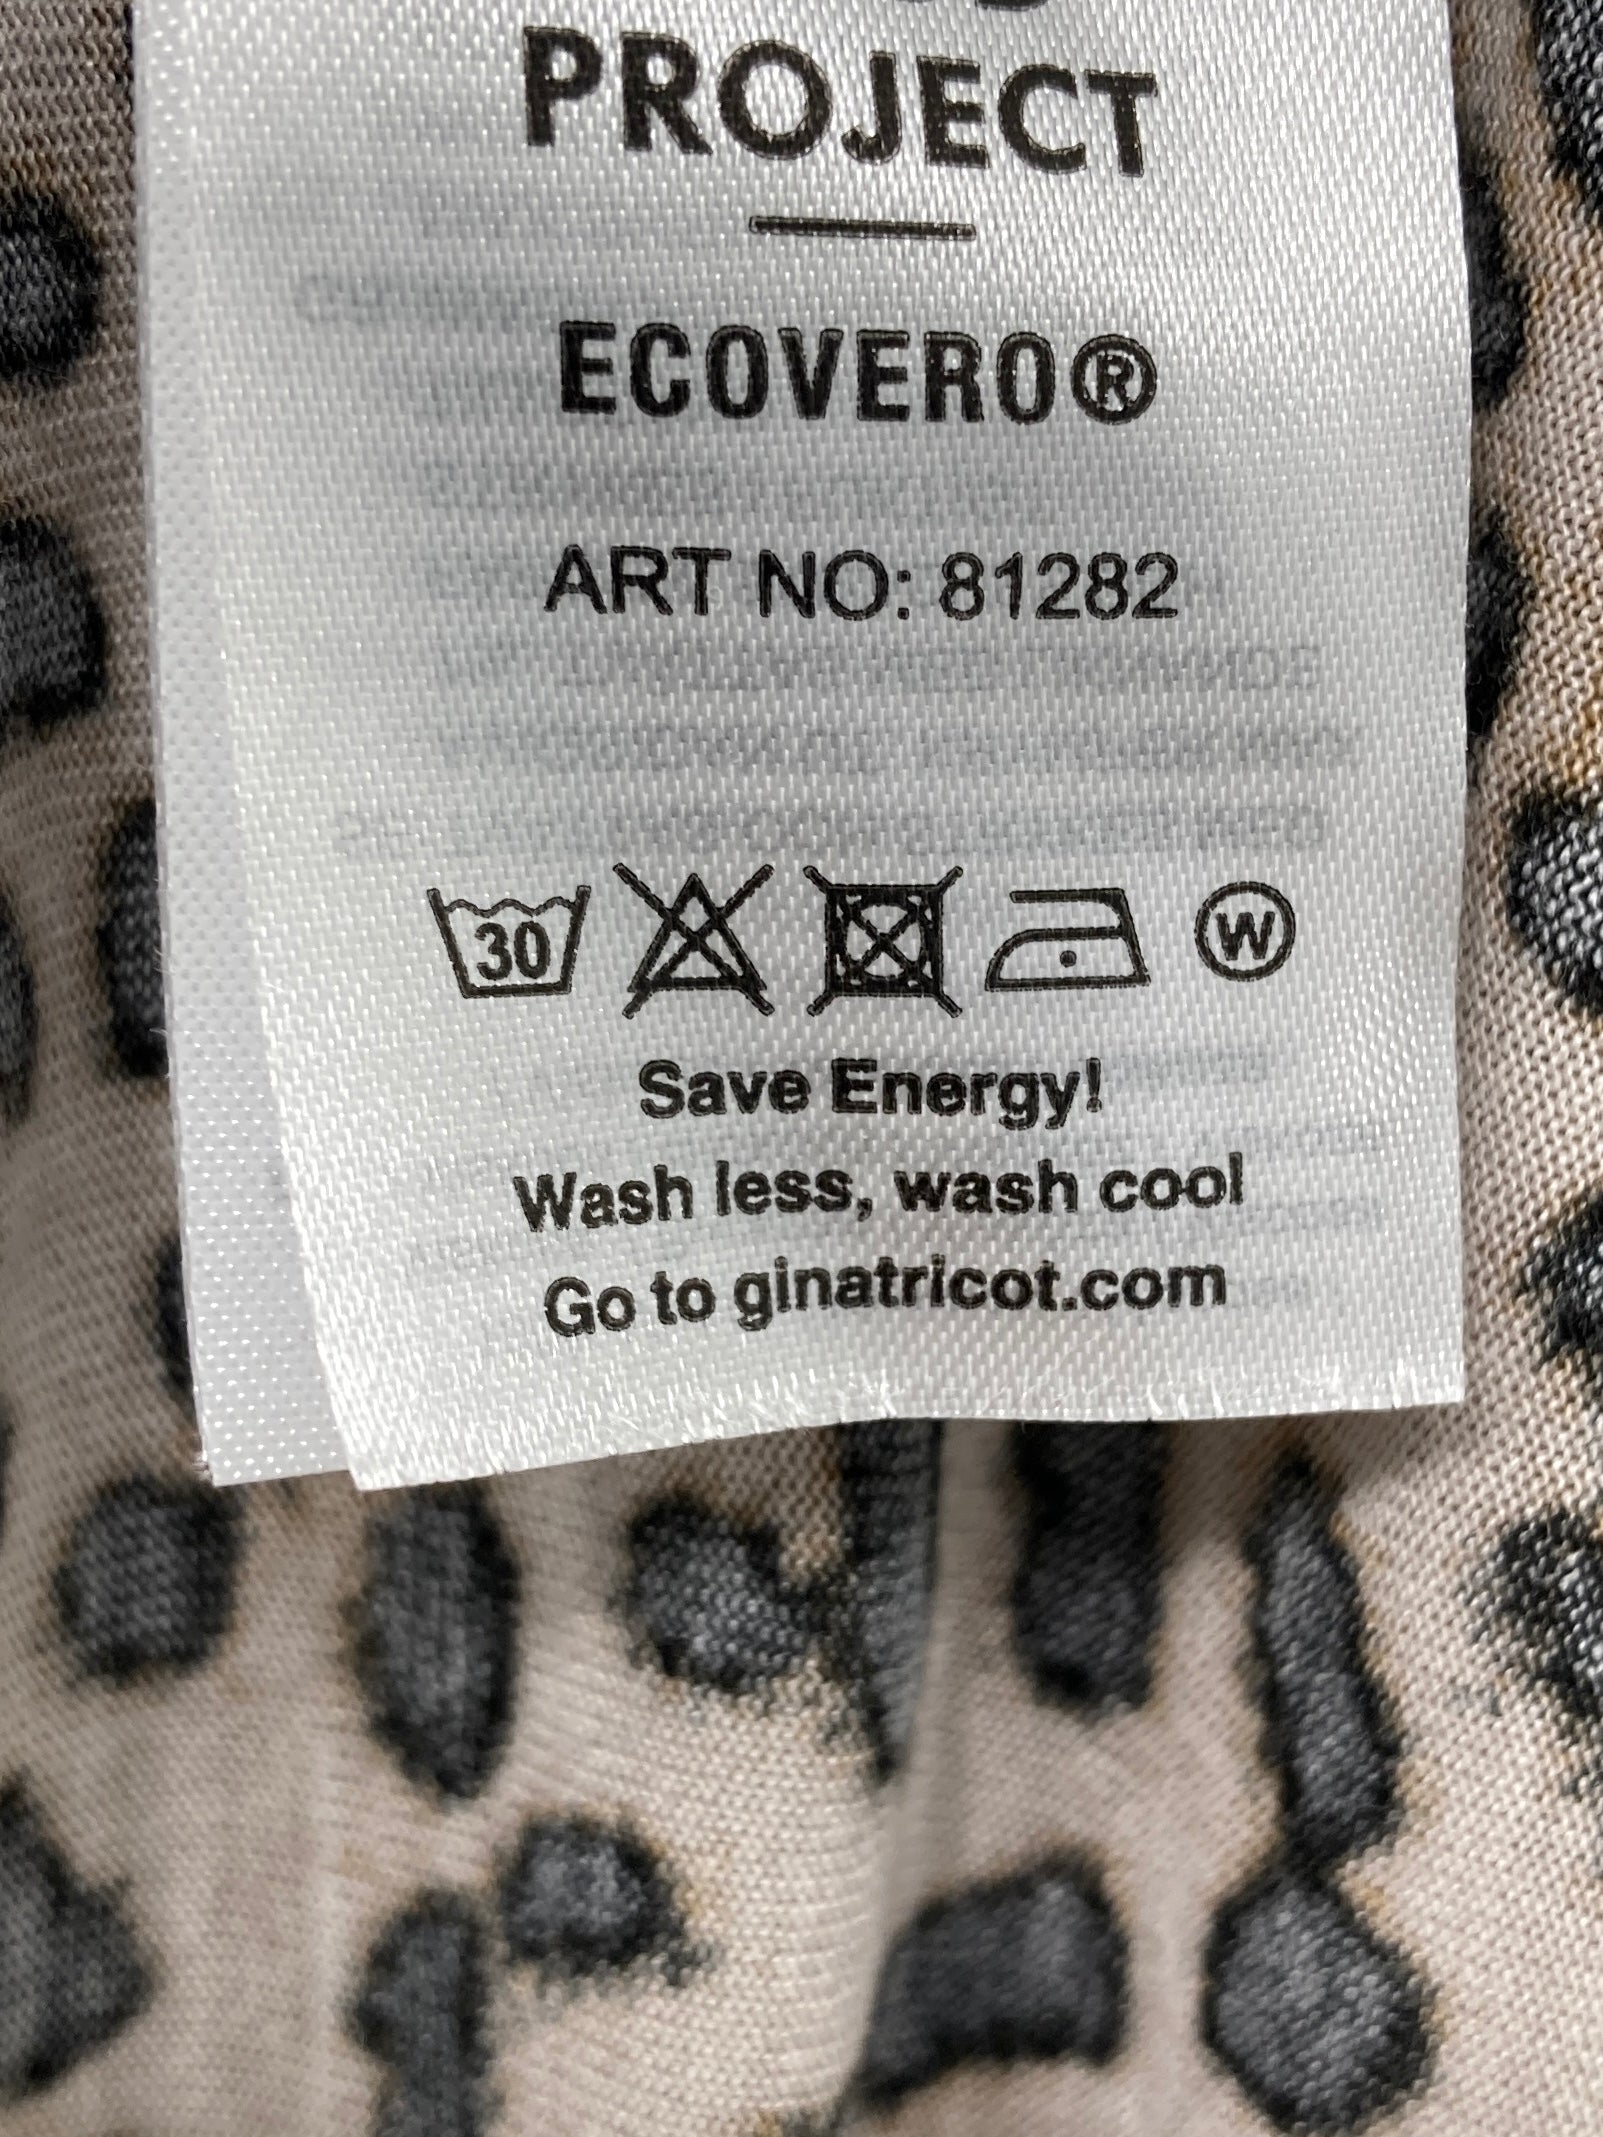 PROJECT
ECOVERO®
ART NO: 81282
30 W
Save Energy!
Wash less, wash cool
Go to ginatricot.com